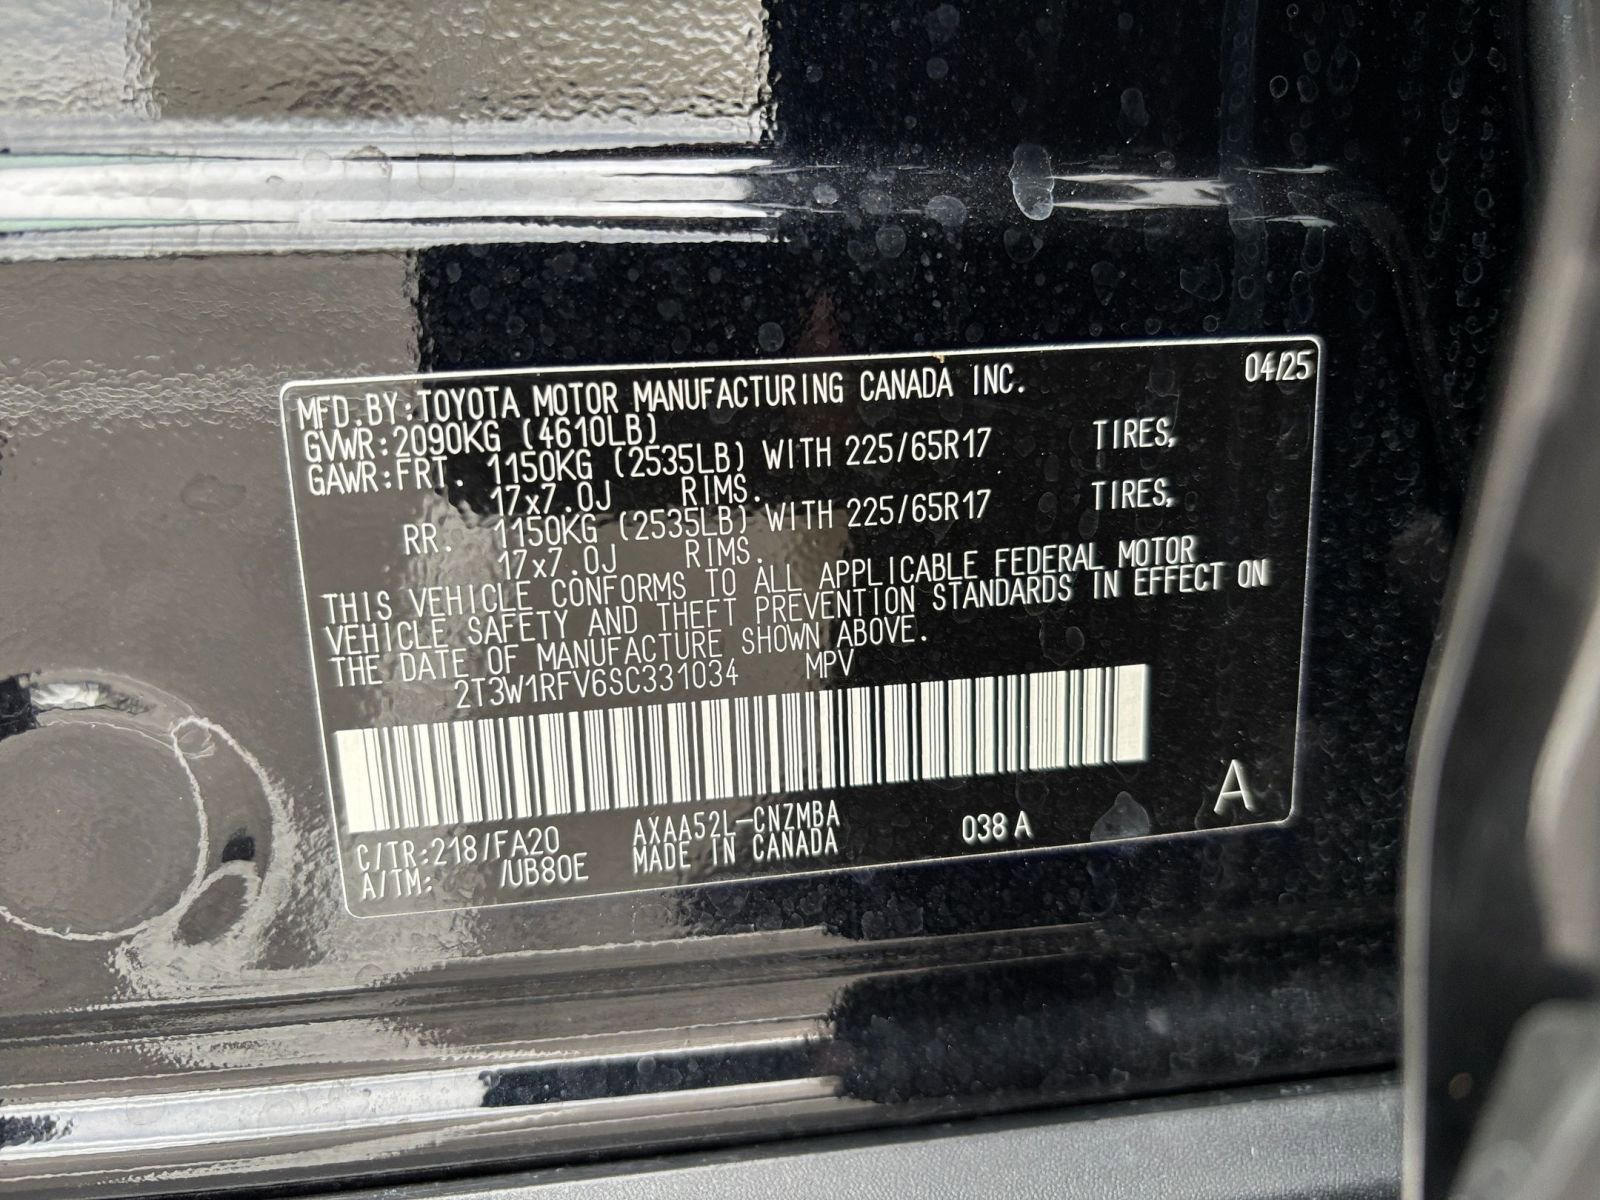 04/25
MFD.BY:TOYOTA MOTOR MANUFACTURING CANADA INC.
GVWR:2090KG (4610LB)
GAWR:FRT. 1150KG (2535LB) WITH 225/65R17 TIRES,
17x7.0J RIMS.
RR. 1150KG (2535LB) WITH 225/65R17 TIRES,
17x7.0J RIMS.
THIS VEHICLE CONFORMS TO ALL APPLICABLE FEDERAL MOTOR
VEHICLE SAFETY AND THEFT PREVENTION STANDARDS IN EFFECT ON
THE DATE OF MANUFACTURE SHOWN ABOVE.
2T3W1RFV6SC331034 MPV
A
C/TR:218/FA20 AXAA52L-CNZMBA 038 A
A/TM: /UB80E MADE IN CANADA